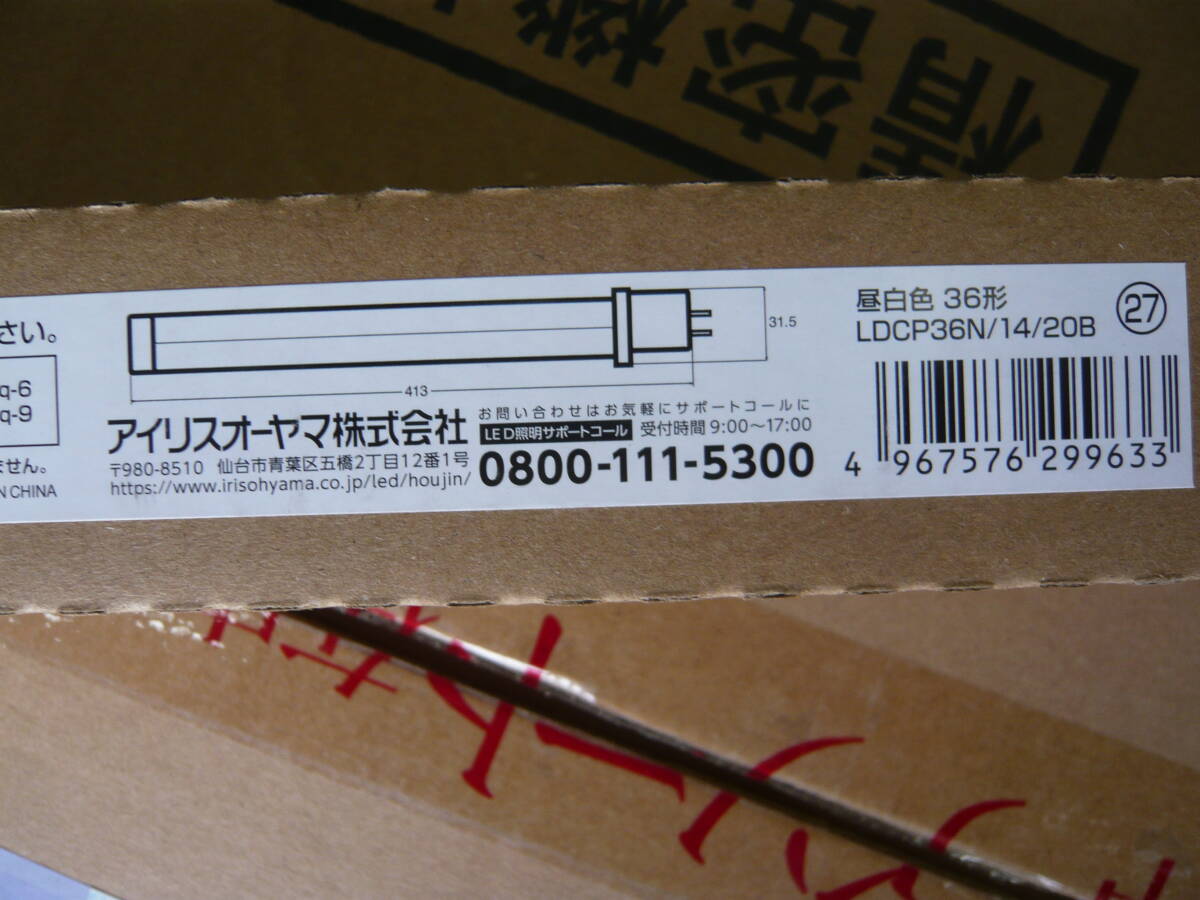 精密機
さい。
q-6
q-9
ません。
N CHINA
31.5
413
アイリスオーヤマ株式会社
〒980-8510 仙台市青葉区五橋2丁目12番1号
https://www.irisohyama.co.jp/led/houjin/
お問い合わせはお気軽にサポートコールに
LED照明サポートコール 受付時間 9:00~17:00
0800-111-5300
昼白色 36形
LDCP36N/14/20B
27
4 967576 299633